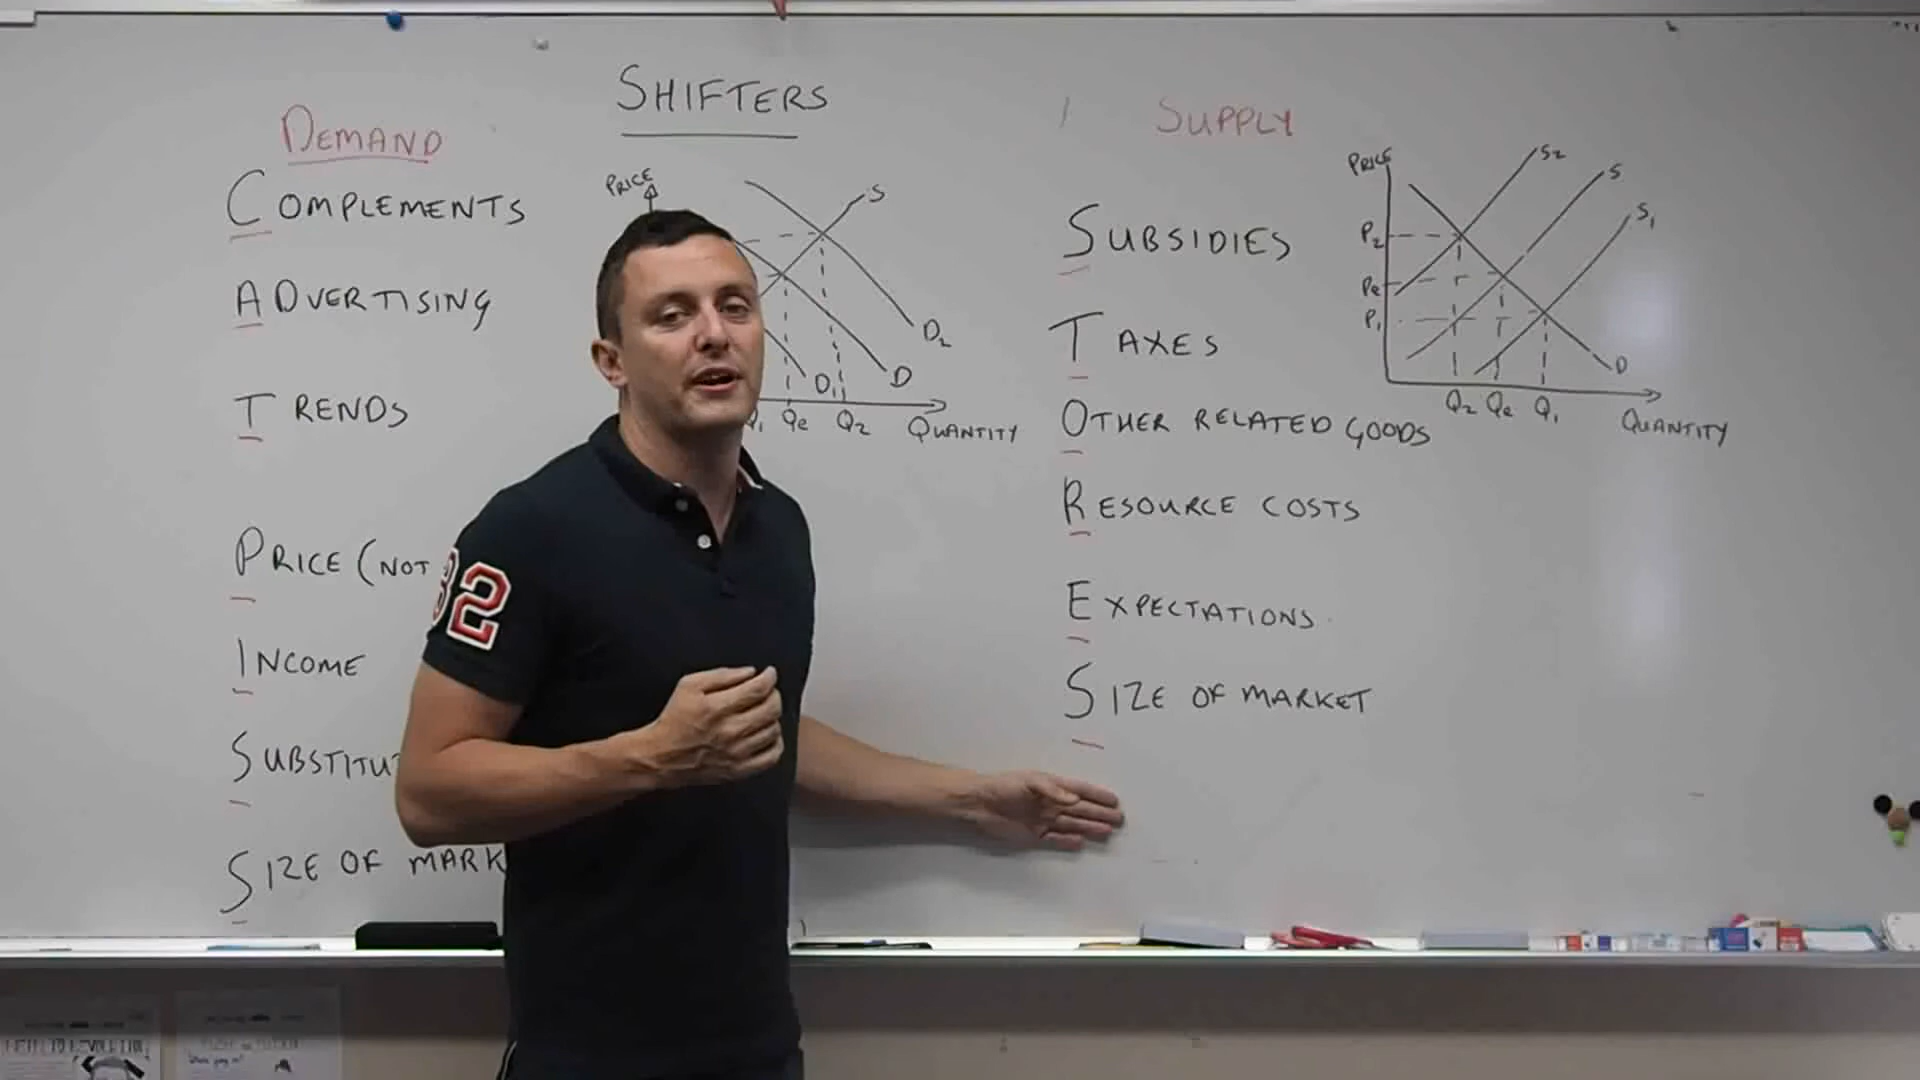 SHIFTERS
DEMAND
COMPLEMENTS
ADVERTISING
TRENDS
PRICE (NOT
INCOME
SUBSTITUT
SIZE OF MARK
PRICE
S
D2
D
D1
Q1 Qe Q2 QUANTITY
32
SUPPLY
SUBSIDIES
TAXES
OTHER RELATED GOODS
RESOURCE COSTS
EXPECTATIONS
SIZE OF MARKET
PRICE
S2
S
S1
P2
Pe
P1
D
Q2 Qe Q1
QUANTITY